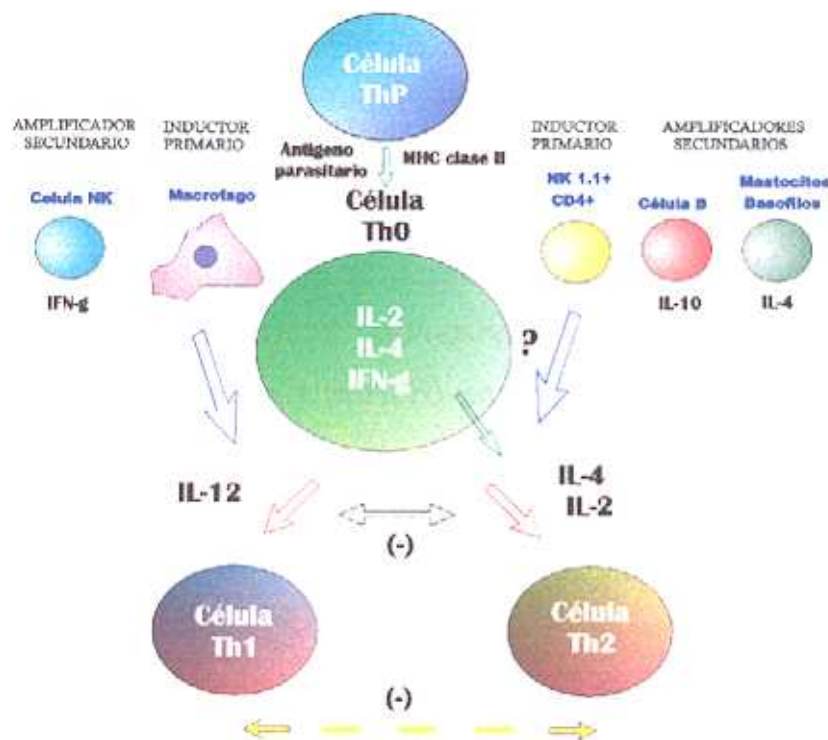 Célula
ThP
AMPLIFICADOR
SECUNDARIO
INDUCTOR
PRIMARIO
Antígeno
parasitario
MHC clase II
INDUCTOR
PRIMARIO
AMPLIFICADORES
SECUNDARIOS
Celula NK
Macrofago
Célula
Th0
NK 1.1+
CD4+
Célula B
Mastocitos
Basofilos
IFN-g
IL-10
IL-4
IL-2
IL-4
IFN-g
?
IL-12
IL-4
IL-2
(-)
Célula
Th1
Célula
Th2
(-)